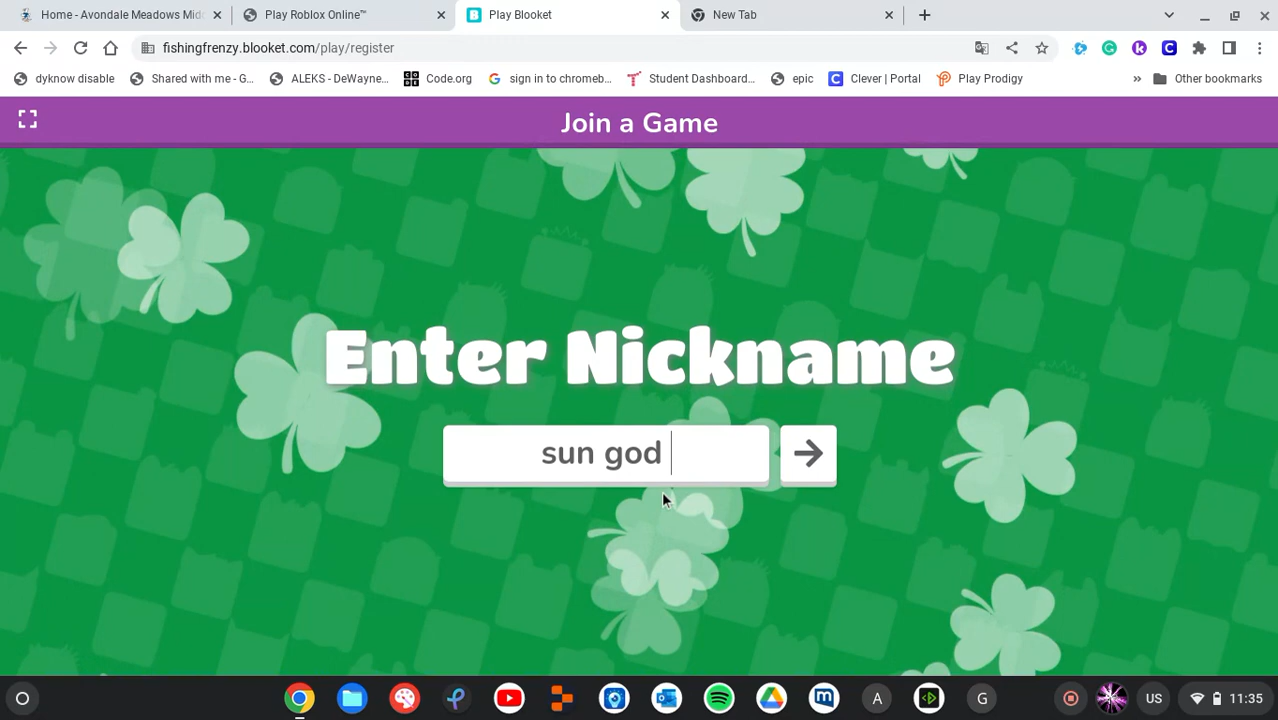 Home - Avondale Meadows Midd
Play Roblox Online™
Play Blooket
New Tab
fishingfrenzy.blooket.com/play/register
dyknow disable
Shared with me - G...
ALEKS - DeWayne...
Code.org
sign in to chromeb...
Student Dashboard...
epic
Clever | Portal
Play Prodigy
»
Other bookmarks
Join a Game
Enter Nickname
sun god
A
G
US
11:35